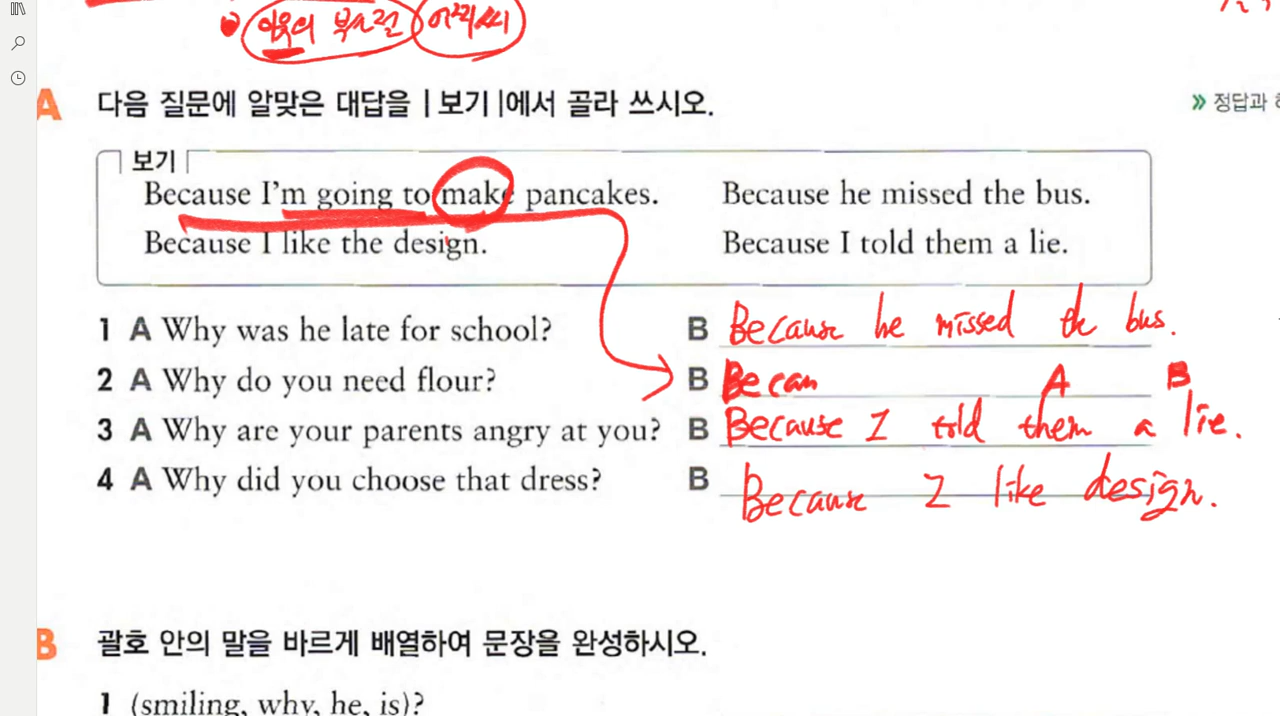 이유의 부사절 어찌씨
A 다음 질문에 알맞은 대답을 | 보기 |에서 골라 쓰시오.
» 정답과
보기
Because I'm going to make pancakes. Because he missed the bus.
Because I like the design. Because I told them a lie.
1 A Why was he late for school? B Because he missed the bus.
2 A Why do you need flour? B Becau A B
3 A Why are your parents angry at you? B Because I told them a lie.
4 A Why did you choose that dress? B Because I like design.
B 괄호 안의 말을 바르게 배열하여 문장을 완성하시오.
1 (smiling, why, he, is)?